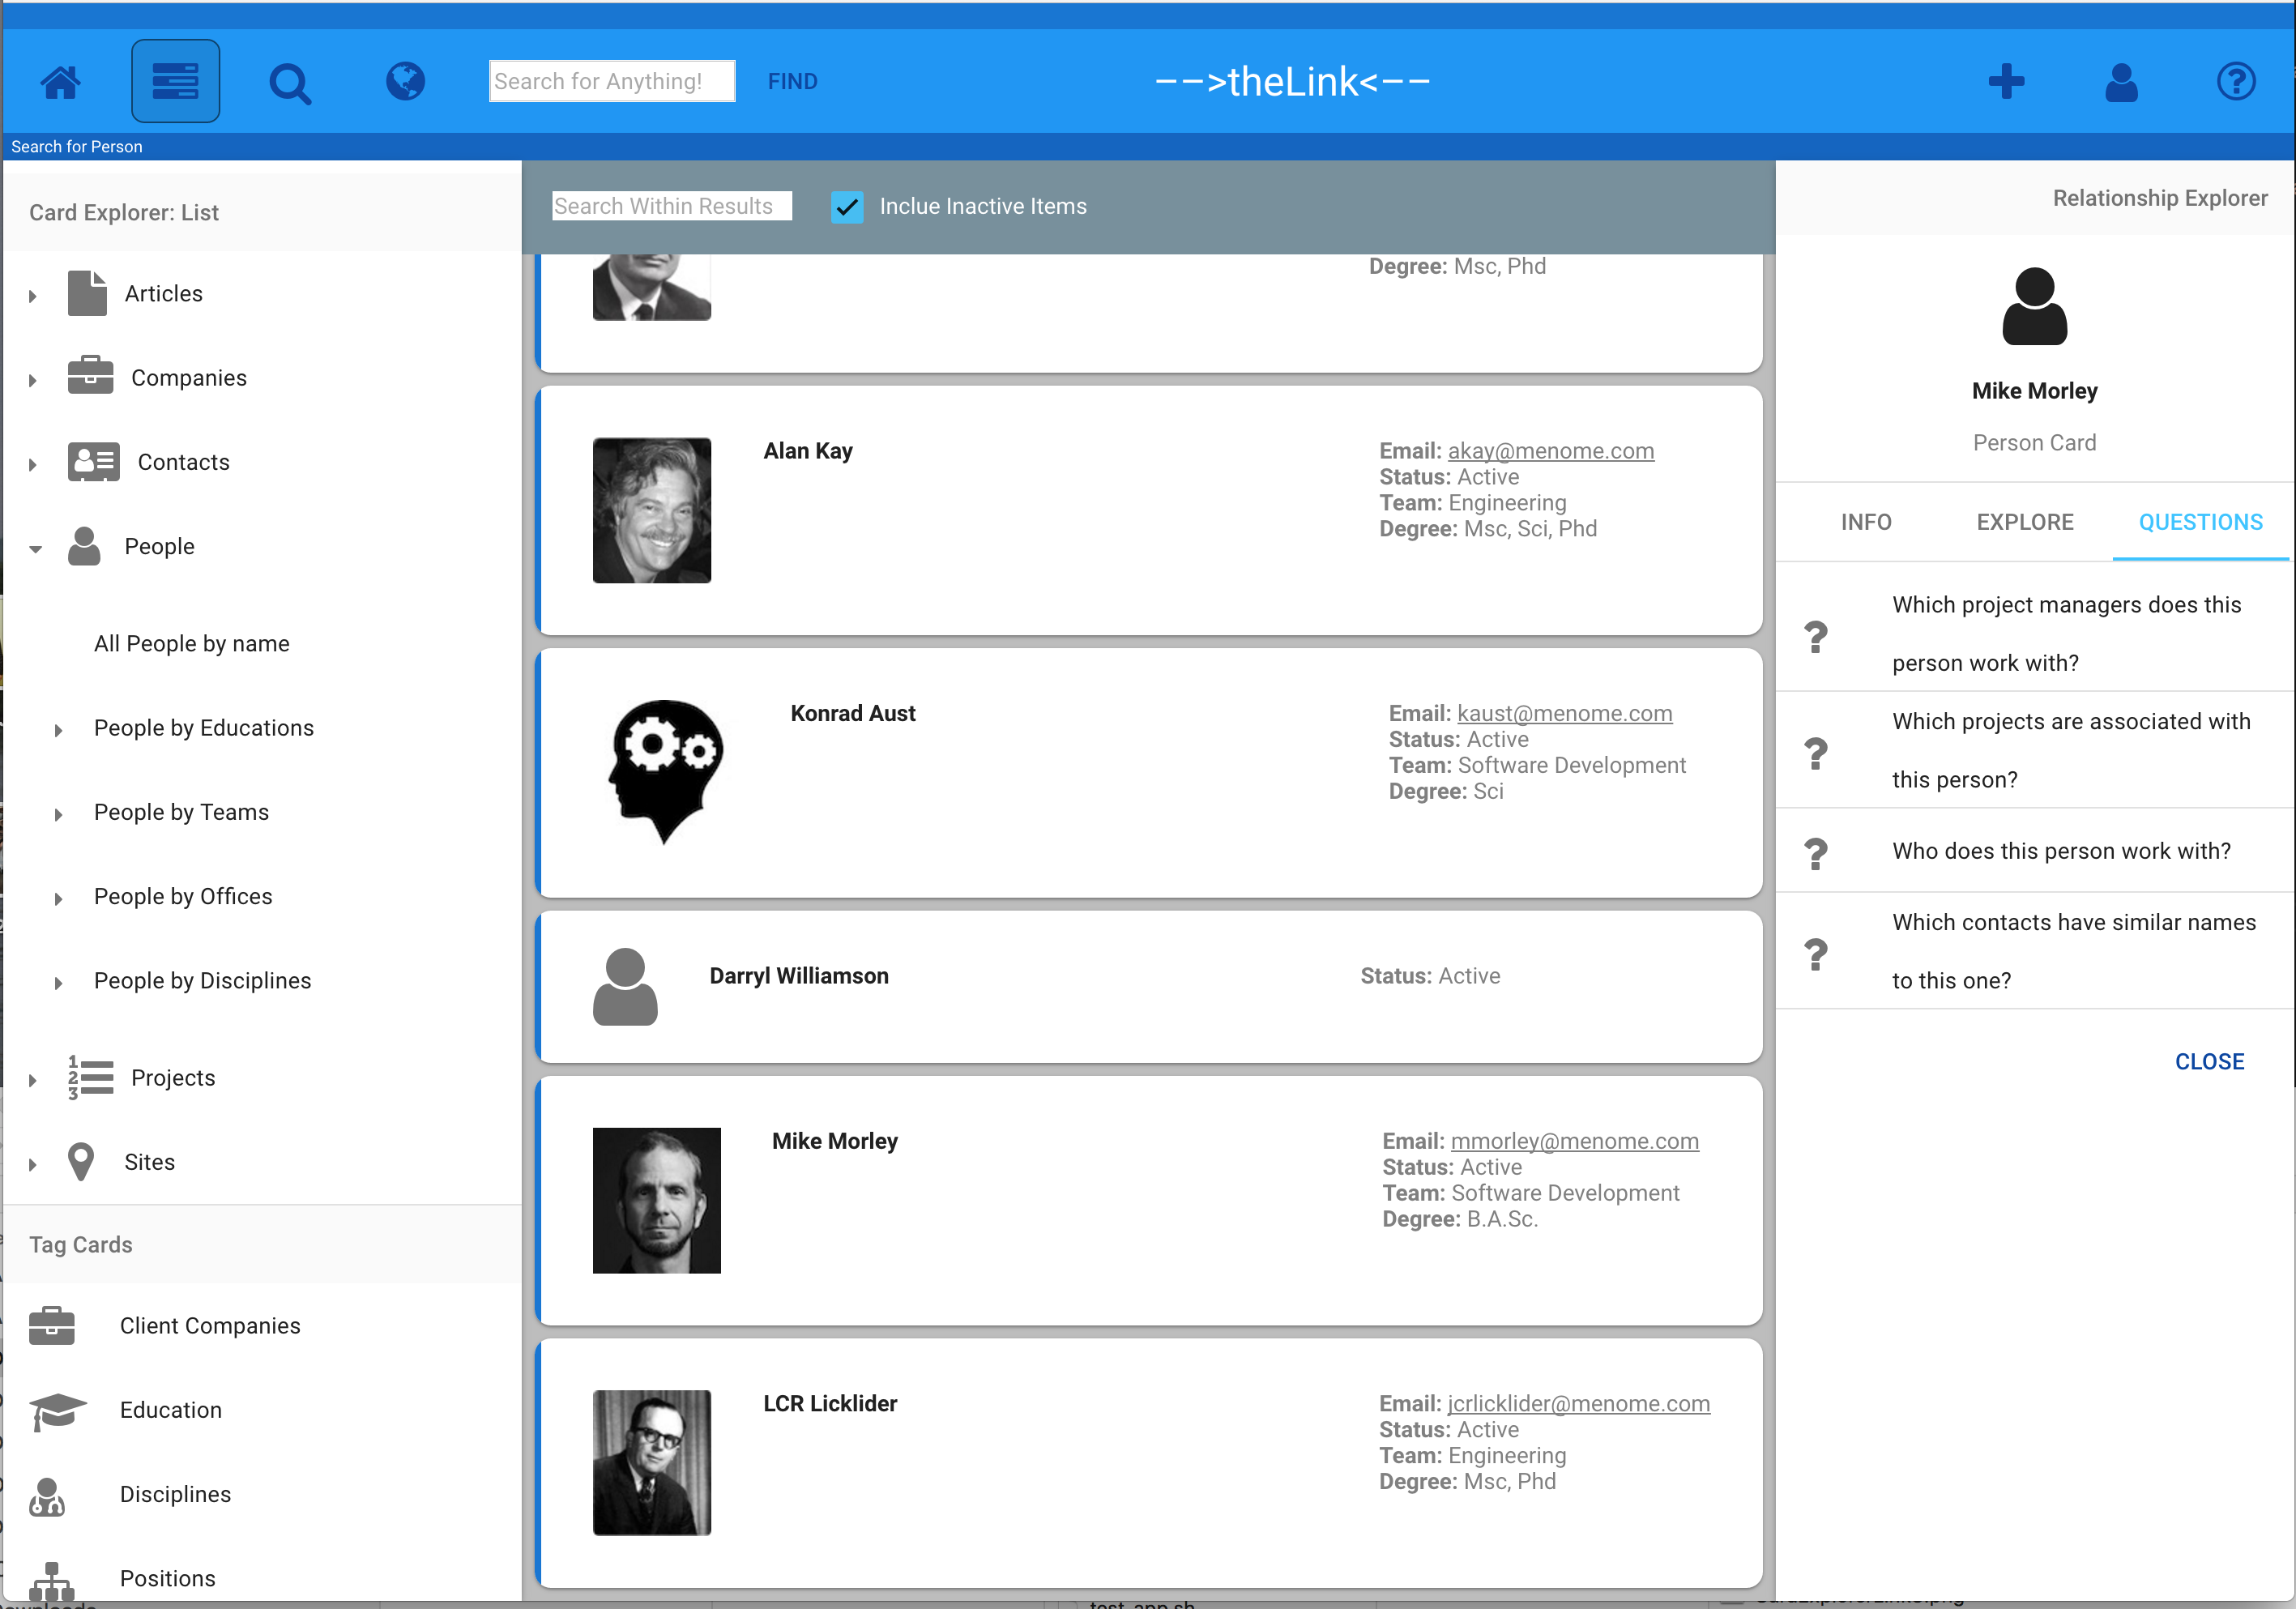 Search for Anything!
FIND
-->theLink<--
Search for Person
Card Explorer: List
Articles
Companies
Contacts
People
All People by name
People by Educations
People by Teams
People by Offices
People by Disciplines
1
2
3
Projects
Sites
Tag Cards
Client Companies
Education
Disciplines
Positions
Search Within Results
Inclue Inactive Items
Degree: Msc, Phd
Alan Kay
Email: akay@menome.com
Status: Active
Team: Engineering
Degree: Msc, Sci, Phd
Konrad Aust
Email: kaust@menome.com
Status: Active
Team: Software Development
Degree: Sci
Darryl Williamson
Status: Active
Mike Morley
Email: mmorley@menome.com
Status: Active
Team: Software Development
Degree: B.A.Sc.
LCR Licklider
Email: jcrlicklider@menome.com
Status: Active
Team: Engineering
Degree: Msc, Phd
Relationship Explorer
Mike Morley
Person Card
INFO
EXPLORE
QUESTIONS
? Which project managers does this
person work with?
? Which projects are associated with
this person?
? Who does this person work with?
? Which contacts have similar names
to this one?
CLOSE